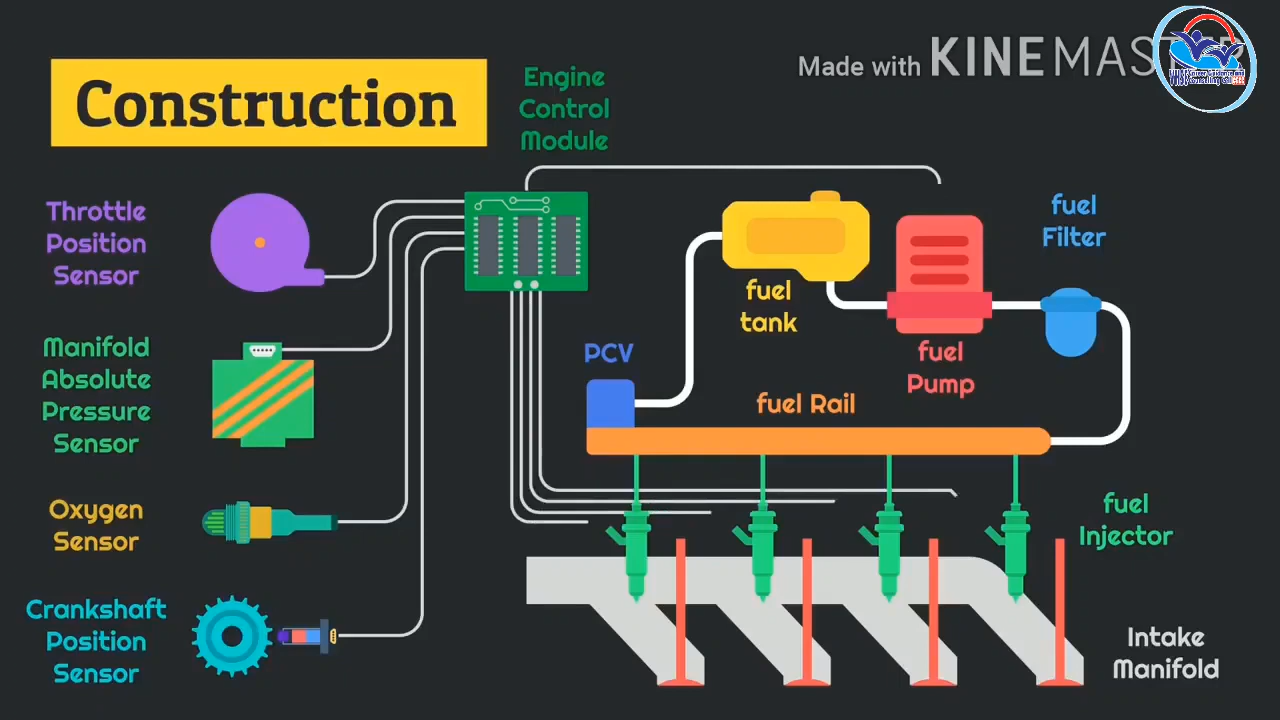 Made with KINEMASTER
Construction
Engine
Control
Module
Throttle
Position
Sensor
fuel
Filter
fuel
tank
Manifold
Absolute
Pressure
Sensor
PCV
fuel
Pump
fuel Rail
Oxygen
Sensor
fuel
Injector
Crankshaft
Position
Sensor
Intake
Manifold